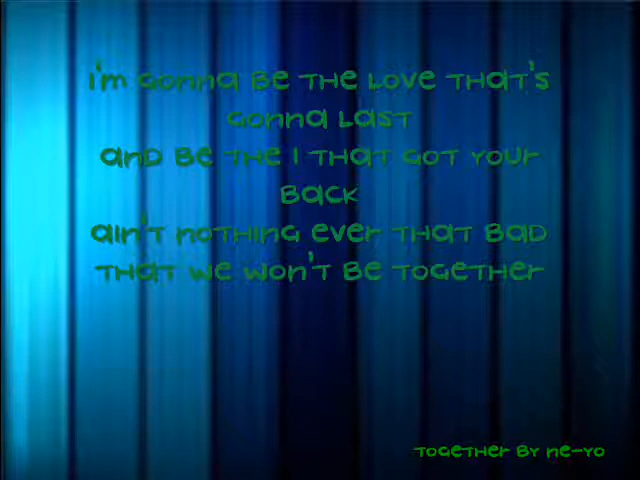 I'm gonna be the love that's
gonna last
and be the 1 that got your
back
ain't nothing ever that bad
that we won't be together
together by ne-yo